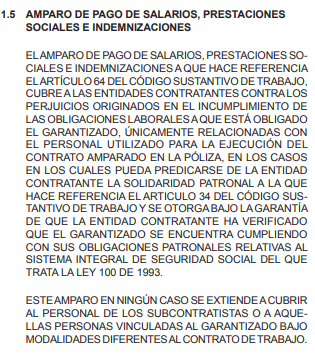 1.5 AMPARO DE PAGO DE SALARIOS, PRESTACIONES
SOCIALES E INDEMNIZACIONES
EL AMPARO DE PAGO DE SALARIOS, PRESTACIONES SO-
CIALES E INDEMNIZACIONES A QUE HACE REFERENCIA
EL ARTÍCULO 64 DEL CÓDIGO SUSTANTIVO DE TRABAJO,
CUBRE A LAS ENTIDADES CONTRATANTES CONTRA LOS
PERJUICIOS ORIGINADOS EN EL INCUMPLIMIENTO DE
LAS OBLIGACIONES LABORALES A QUE ESTÁ OBLIGADO
EL GARANTIZADO, ÚNICAMENTE RELACIONADAS CON
EL PERSONAL UTILIZADO PARA LA EJECUCIÓN DEL
CONTRATO AMPARADO EN LA PÓLIZA, EN LOS CASOS
EN LOS CUALES PUEDA PREDICARSE DE LA ENTIDAD
CONTRATANTE LA SOLIDARIDAD PATRONAL A LA QUE
HACE REFERENCIA EL ARTICULO 34 DEL CÓDIGO SUS-
TANTIVO DE TRABAJO Y SE OTORGA BAJO LA GARANTÍA
DE QUE LA ENTIDAD CONTRATANTE HA VERIFICADO
QUE EL GARANTIZADO SE ENCUENTRA CUMPLIENDO
CON SUS OBLIGACIONES PATRONALES RELATIVAS AL
SISTEMA INTEGRAL DE SEGURIDAD SOCIAL DEL QUE
TRATA LA LEY 100 DE 1993.
ESTE AMPARO EN NINGÚN CASO SE EXTIENDE A CUBRIR
AL PERSONAL DE LOS SUBCONTRATISTAS O A AQUE-
LLAS PERSONAS VINCULADAS AL GARANTIZADO BAJO
MODALIDADES DIFERENTES AL CONTRATO DE TRABAJO.